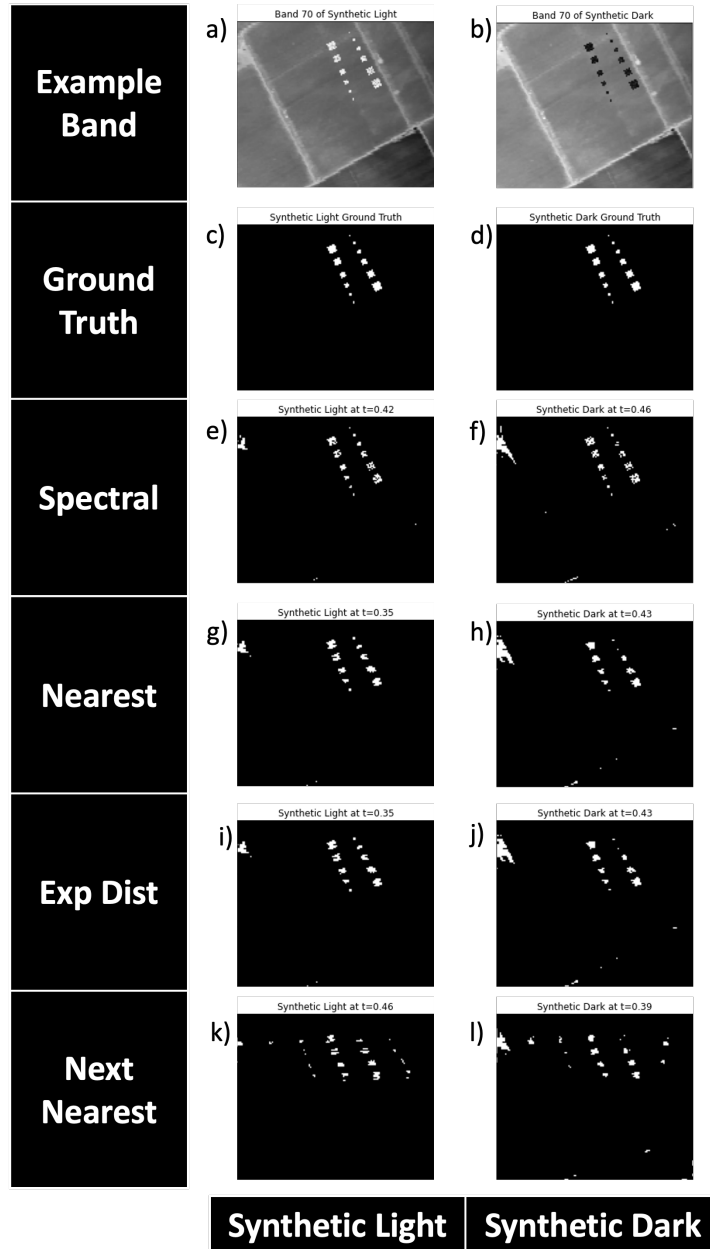 Example
Band
a)
Band 70 of Synthetic Light
b)
Band 70 of Synthetic Dark
Ground
Truth
c)
Synthetic Light Ground Truth
d)
Synthetic Dark Ground Truth
Spectral
e)
Synthetic Light at t=0.42
f)
Synthetic Dark at t=0.46
Nearest
g)
Synthetic Light at t=0.35
h)
Synthetic Dark at t=0.43
Exp Dist
i)
Synthetic Light at t=0.35
j)
Synthetic Dark at t=0.43
Next
Nearest
k)
Synthetic Light at t=0.46
l)
Synthetic Dark at t=0.39
Synthetic Light
Synthetic Dark